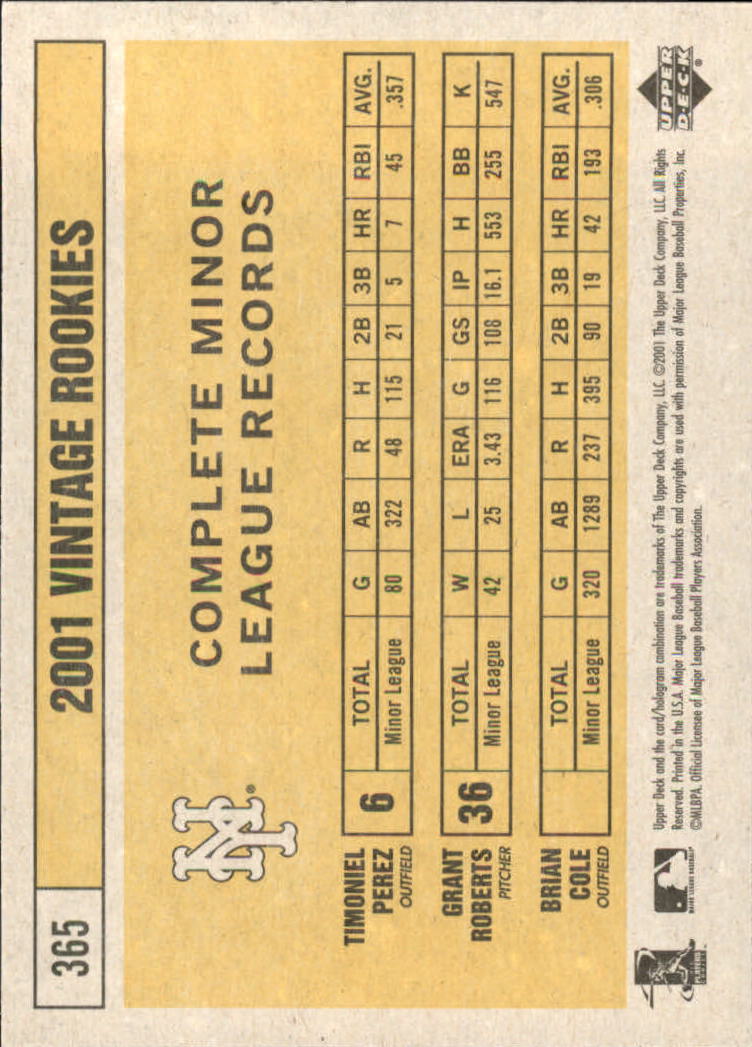 365 2001 VINTAGE ROOKIES
NY®
COMPLETE MINOR
LEAGUE RECORDS
TIMONIEL
PEREZ
OUTFIELD
6
TOTAL G AB R H 2B 3B HR RBI AVG.
Minor League 80 322 48 115 21 5 7 45 .357
GRANT
ROBERTS
PITCHER
36
TOTAL W L ERA G GS IP H BB K
Minor League 42 25 3.43 116 108 16.1 553 255 547
BRIAN
COLE
OUTFIELD
TOTAL G AB R H 2B 3B HR RBI AVG.
Minor League 320 1289 237 395 90 19 42 193 .306
PLAYERS
CHOICE
MAJOR LEAGUE BASEBALL
Upper Deck and the card/hologram combination are trademarks of The Upper Deck Company, LLC. ©2001 The Upper Deck Company, LLC. All Rights
Reserved. Printed in the U.S.A. Major League Baseball trademarks and copyrights are used with permission of Major League Baseball Properties, Inc.
©MLBPA. Official Licensee of Major League Baseball Players Association.
UPPER
D·E·C·K®